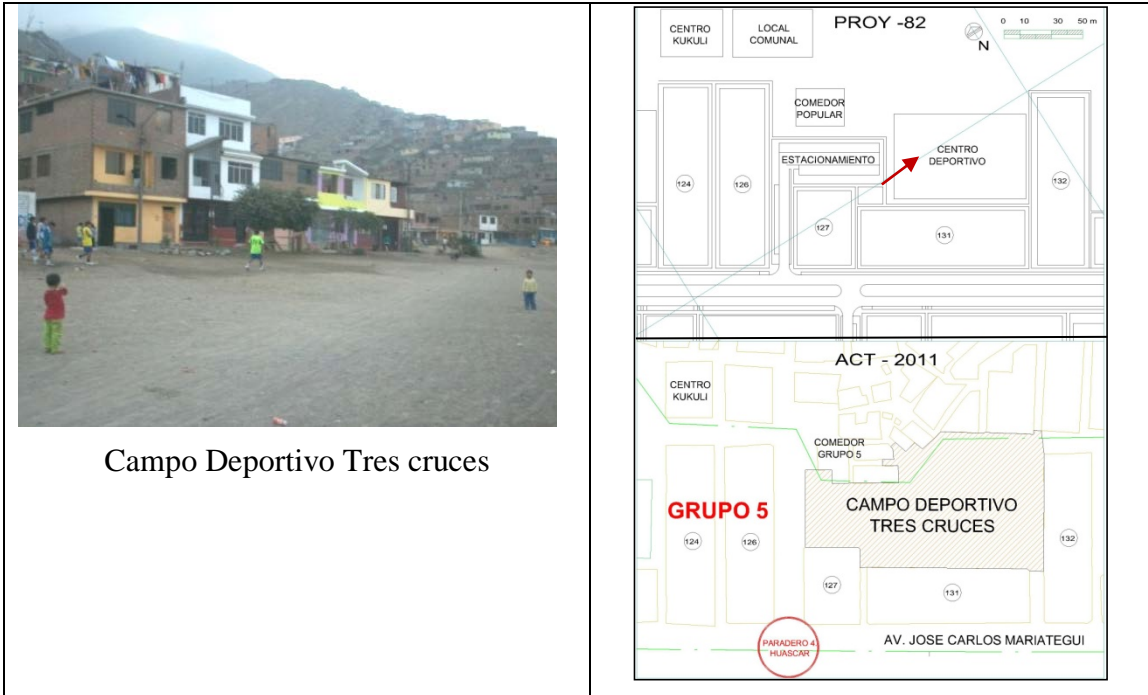 Campo Deportivo Tres cruces
PROY -82
0 10 30 50 m
N
CENTRO
KUKULI
LOCAL
COMUNAL
COMEDOR
POPULAR
ESTACIONAMIENTO
CENTRO
DEPORTIVO
124
126
132
127
131
ACT - 2011
CENTRO
KUKULI
COMEDOR
GRUPO 5
GRUPO 5
CAMPO DEPORTIVO
TRES CRUCES
124
126
132
127
131
PARADERO 4
HUASCAR
AV. JOSE CARLOS MARIATEGUI